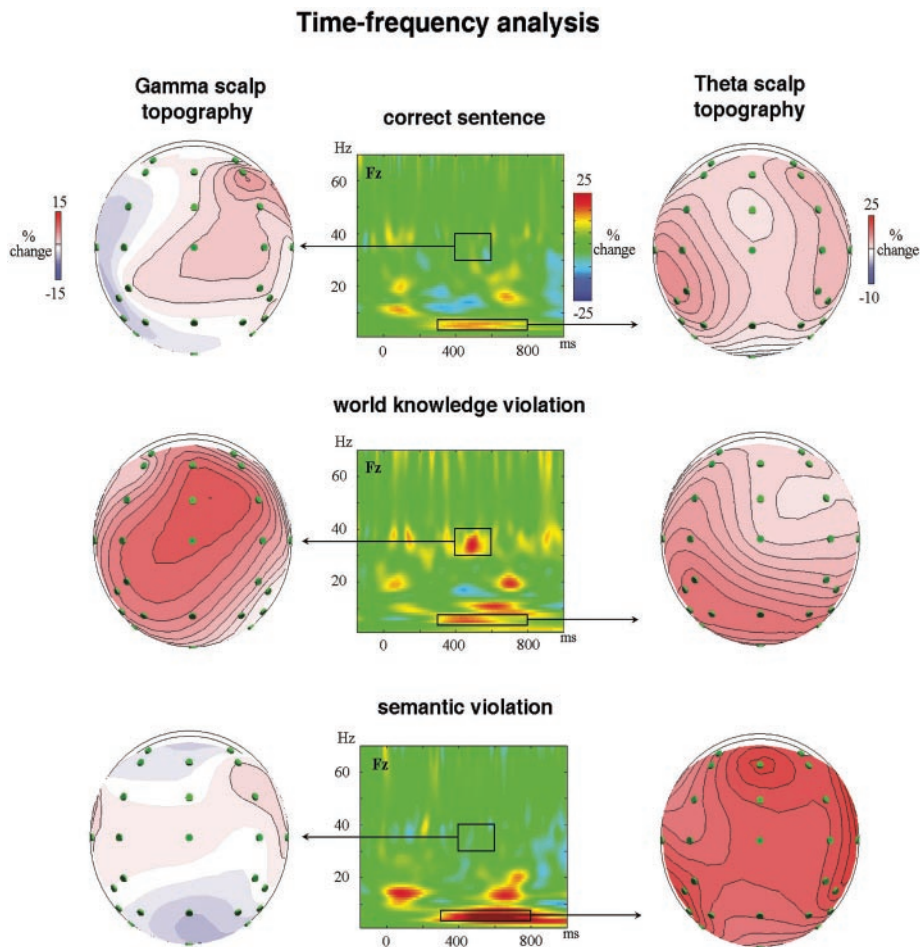 Time-frequency analysis
Gamma scalp
topography
correct sentence
Theta scalp
topography
Hz
Fz
60
40
20
0 400 800 ms
15
%
change
-15
25
%
change
-25
25
%
change
-10
world knowledge violation
Hz
Fz
60
40
20
0 400 800 ms
semantic violation
Hz
Fz
60
40
20
0 400 800 ms